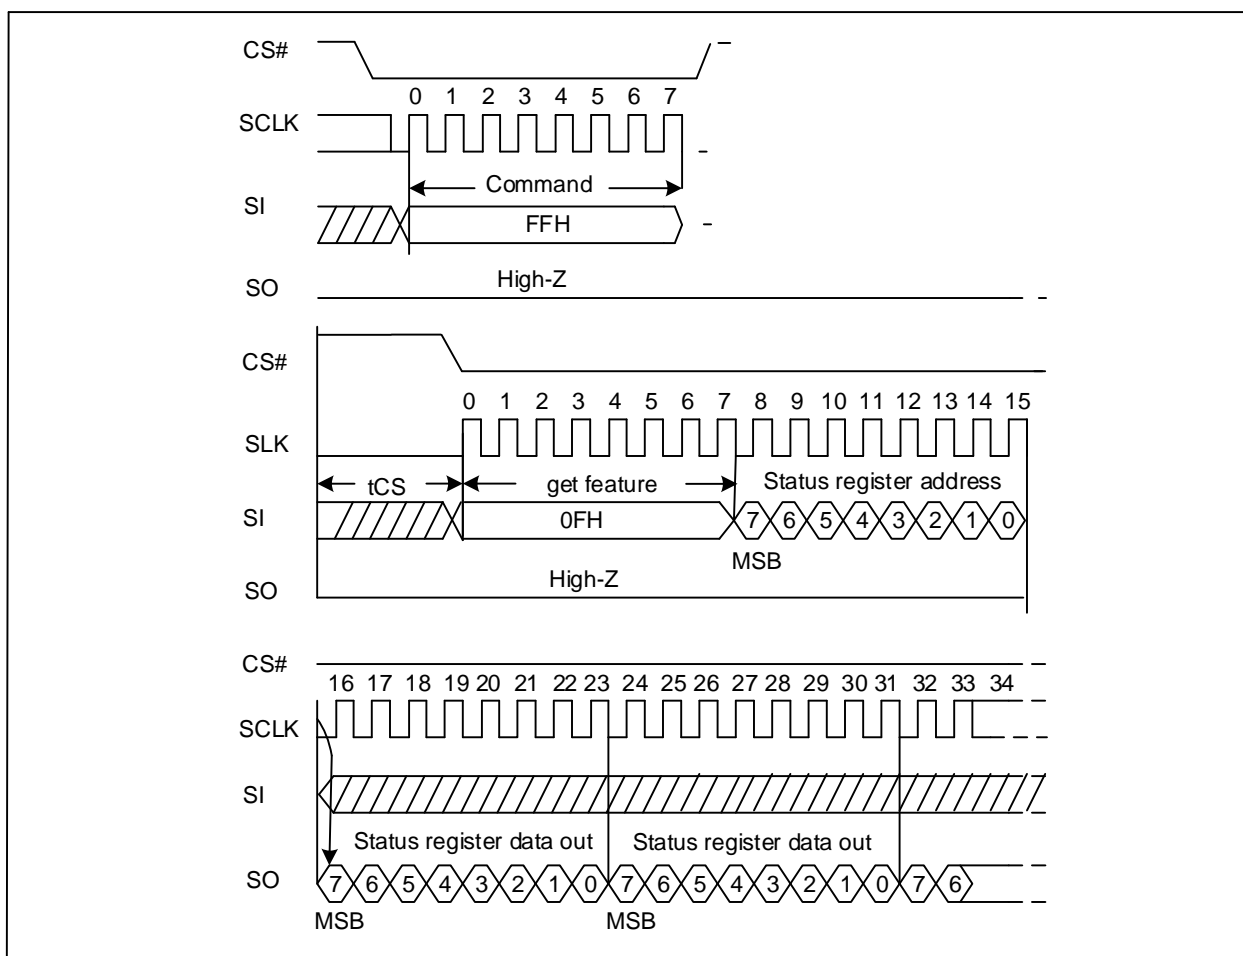 CS#
0 1 2 3 4 5 6 7
SCLK
Command
SI
FFH
High-Z
SO
CS#
0 1 2 3 4 5 6 7 8 9 10 11 12 13 14 15
SLK
tCS get feature Status register address
SI
0FH 7 6 5 4 3 2 1 0
MSB
High-Z
SO
CS#
16 17 18 19 20 21 22 23 24 25 26 27 28 29 30 31 32 33 34
SCLK
SI
Status register data out Status register data out
SO 7 6 5 4 3 2 1 0 7 6 5 4 3 2 1 0 7 6
MSB MSB